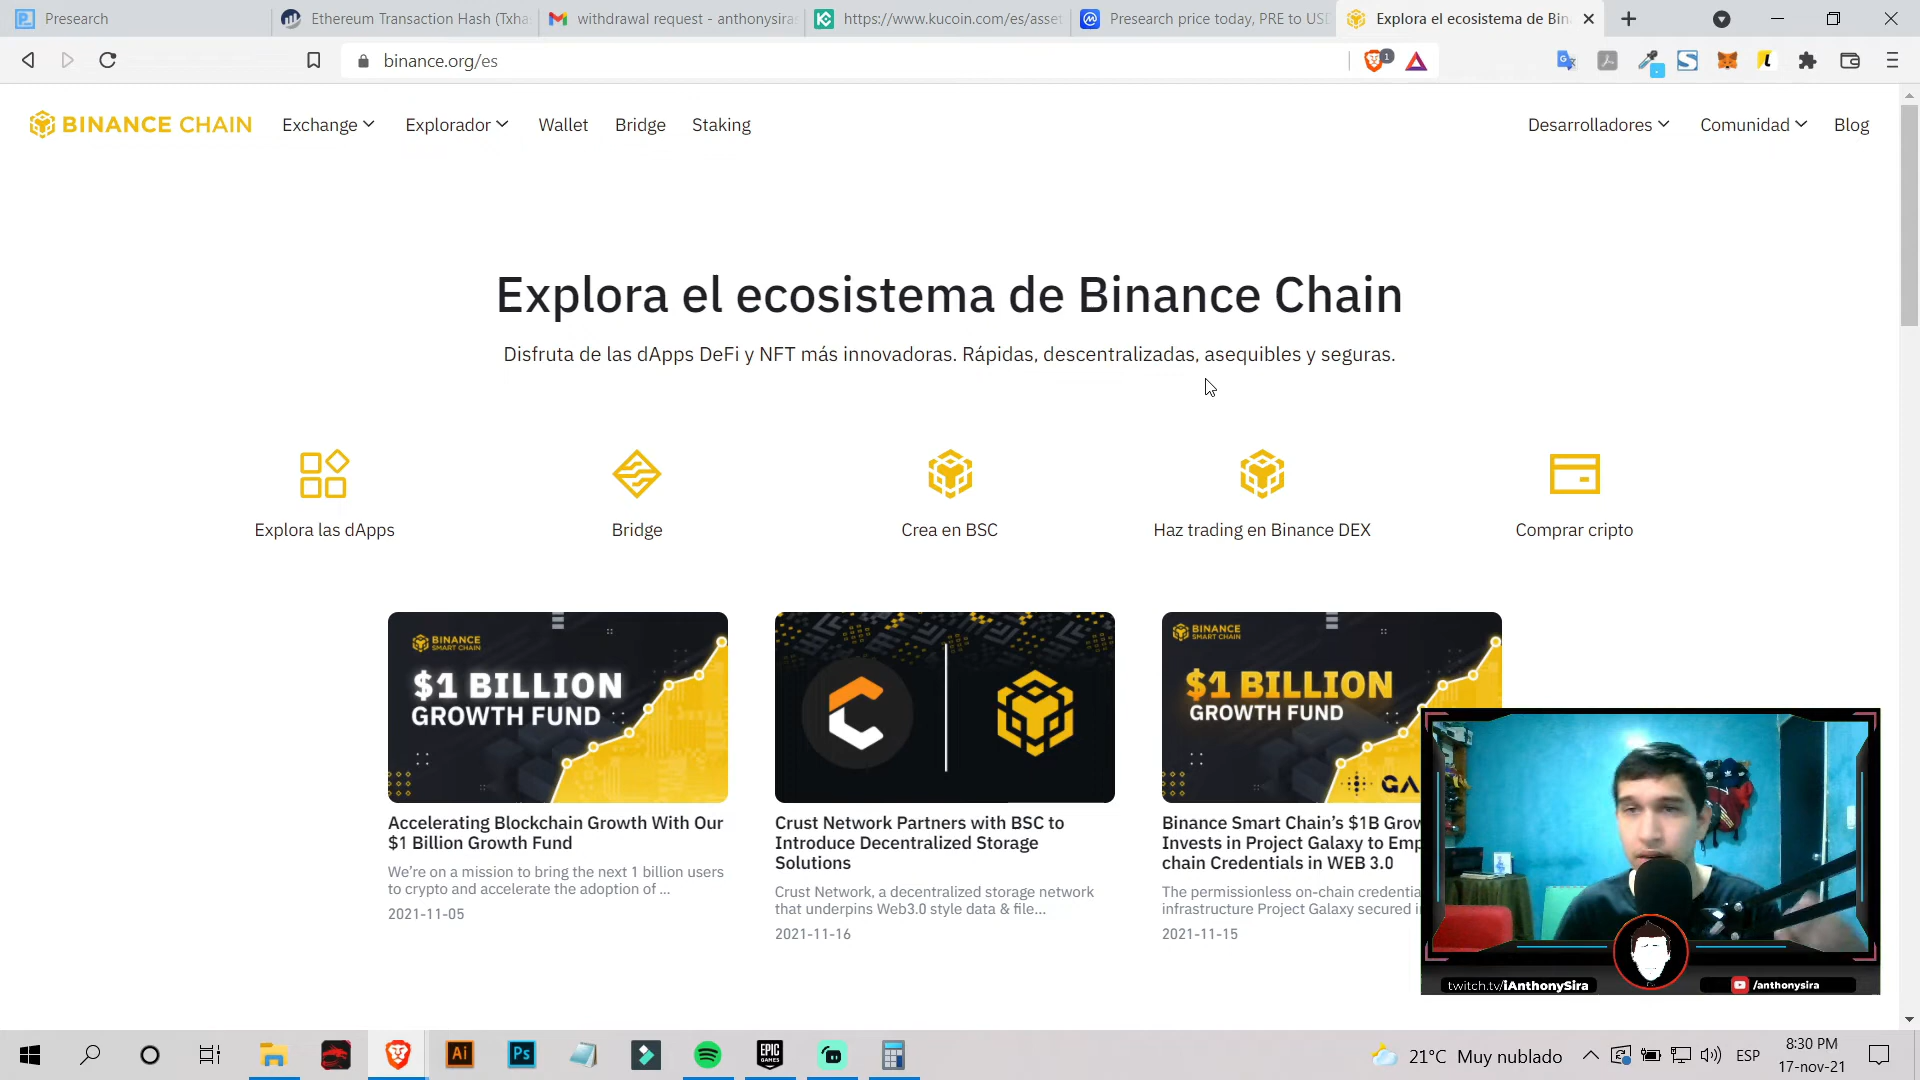 Presearch
Ethereum Transaction Hash (Txha
withdrawal request - anthonysira
https://www.kucoin.com/es/asset
Presearch price today, PRE to USD
Explora el ecosistema de Bin
binance.org/es
1
BINANCE CHAIN
Exchange
Explorador
Wallet
Bridge
Staking
Desarrolladores
Comunidad
Blog
Explora el ecosistema de Binance Chain
Disfruta de las dApps DeFi y NFT más innovadoras. Rápidas, descentralizadas, asequibles y seguras.
Explora las dApps
Bridge
Crea en BSC
Haz trading en Binance DEX
Comprar cripto
BINANCE
SMART CHAIN
$1 BILLION
GROWTH FUND
Accelerating Blockchain Growth With Our
$1 Billion Growth Fund
We're on a mission to bring the next 1 billion users
to crypto and accelerate the adoption of ...
2021-11-05
Crust Network Partners with BSC to
Introduce Decentralized Storage
Solutions
Crust Network, a decentralized storage network
that underpins Web3.0 style data & file...
2021-11-16
BINANCE
SMART CHAIN
$1 BILLION
GROWTH FUND
GA
Binance Smart Chain's $1B Grow
Invests in Project Galaxy to Emp
chain Credentials in WEB 3.0
The permissionless on-chain credentia
infrastructure Project Galaxy secured i
2021-11-15
twitch.tv/iAnthonySira
/anthonysira
Ai
Ps
EPIC
GAMES
21°C Muy nublado
ESP
8:30 PM
17-nov-21